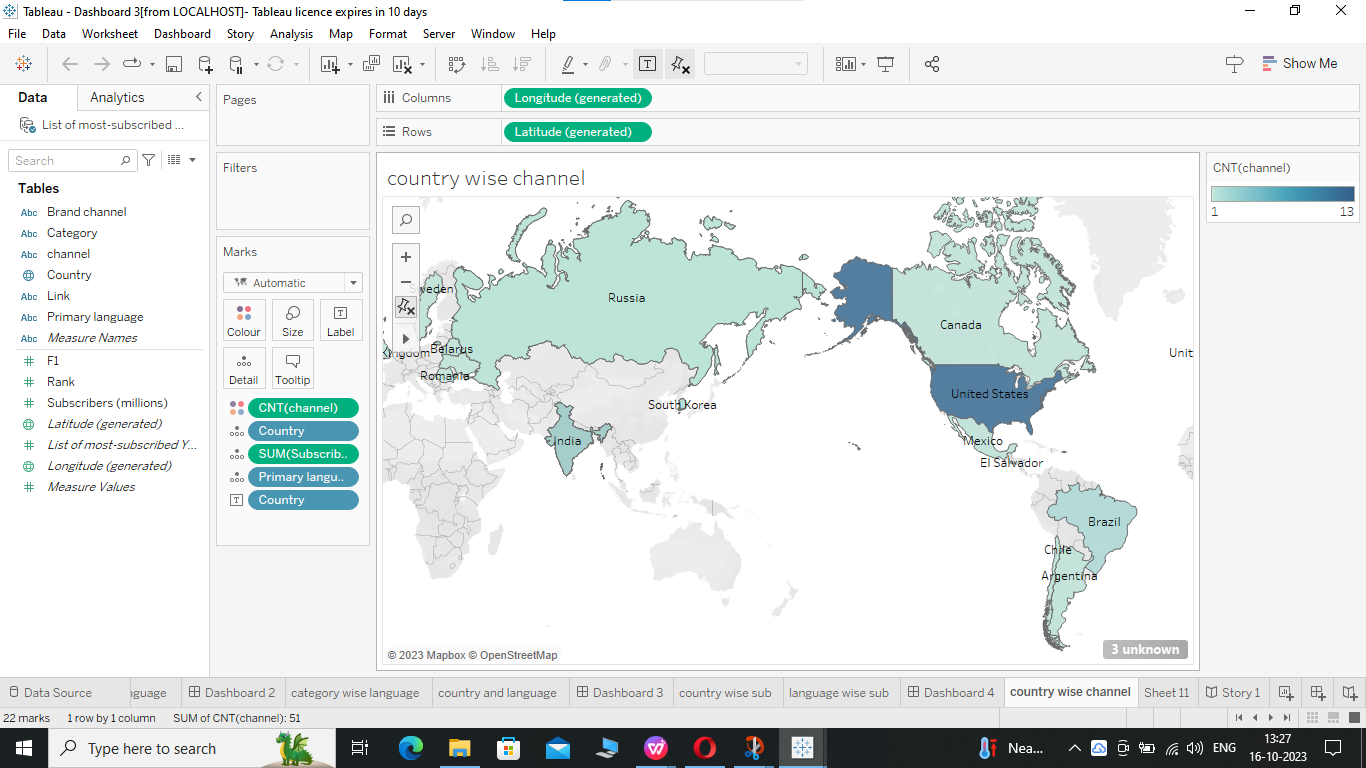 Tableau - Dashboard 3[from LOCALHOST]- Tableau licence expires in 10 days
File Data Worksheet Dashboard Story Analysis Map Format Server Window Help
Show Me
Data Analytics
List of most-subscribed ...
Search
Tables
Abc Brand channel
Abc Category
Abc channel
Country
Abc Link
Abc Primary language
Abc Measure Names
# F1
# Rank
# Subscribers (millions)
Latitude (generated)
# List of most-subscribed Y...
Longitude (generated)
# Measure Values
Pages
Filters
Marks
Automatic
Colour Size Label
Detail Tooltip
CNT(channel)
Country
SUM(Subscrib..
Primary langu..
Country
Columns Longitude (generated)
Rows Latitude (generated)
country wise channel
Sweden
Russia
Canada
Kingdom
Belarus
Unit
Romania
United States
South Korea
India
Mexico
El Salvador
Brazil
Chile
Argentina
3 unknown
© 2023 Mapbox © OpenStreetMap
CNT(channel)
1 13
Data Source nguage Dashboard 2 category wise language country and language Dashboard 3 country wise sub language wise sub Dashboard 4 country wise channel Sheet 11 Story 1
22 marks 1 row by 1 column SUM of CNT(channel): 51
Type here to search
Nea...
ENG
13:27
16-10-2023